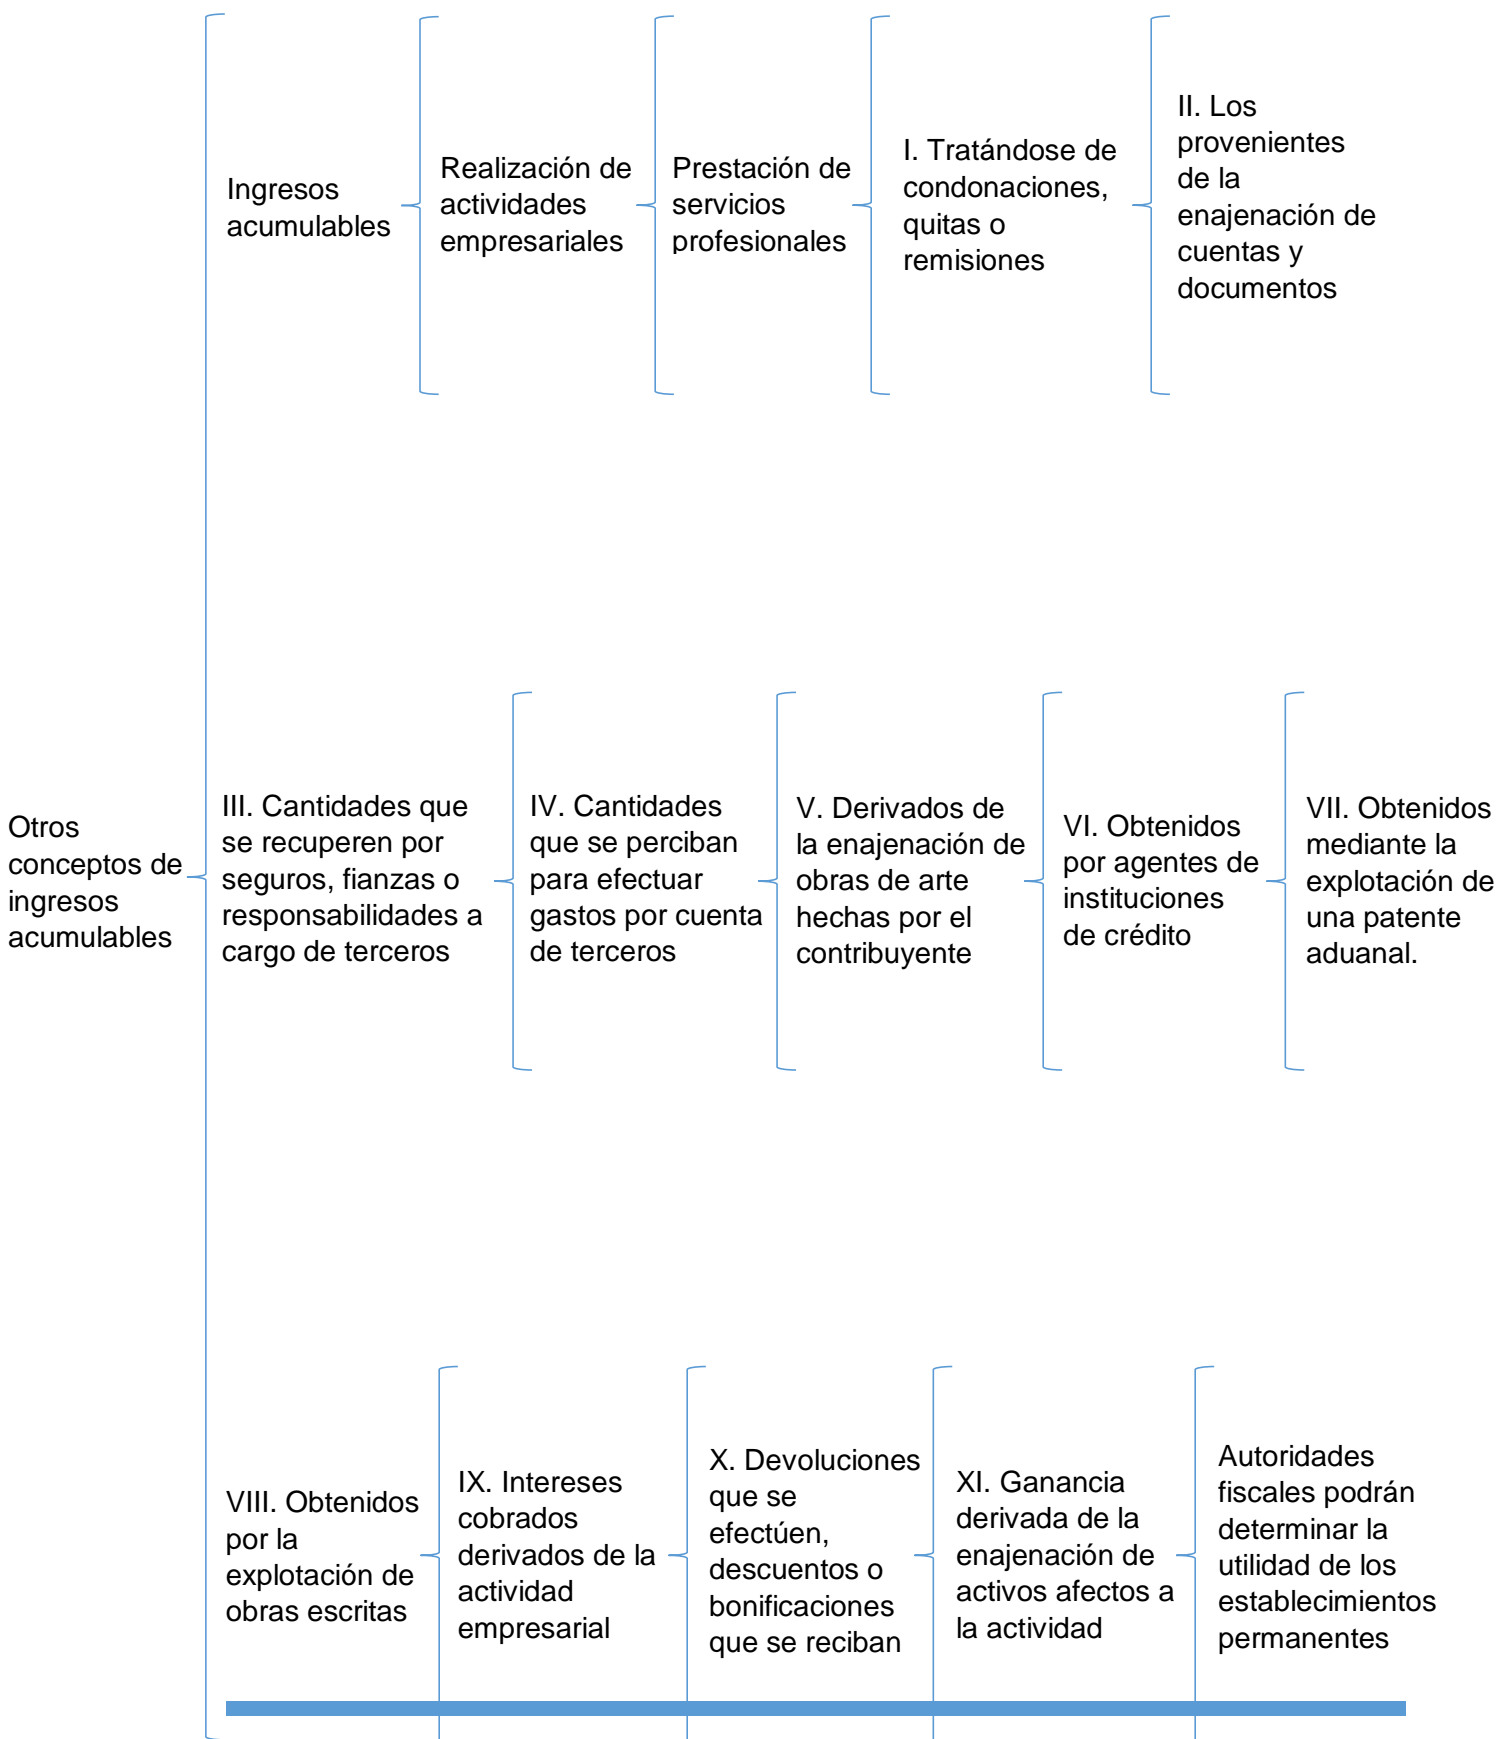 Otros
conceptos de
ingresos
acumulables
Ingresos
acumulables
Realización de
actividades
empresariales
Prestación de
servicios
profesionales
I. Tratándose de
condonaciones,
quitas o
remisiones
II. Los
provenientes
de la
enajenación de
cuentas y
documentos
III. Cantidades que
se recuperen por
seguros, fianzas o
responsabilidades a
cargo de terceros
IV. Cantidades
que se perciban
para efectuar
gastos por cuenta
de terceros
V. Derivados de
la enajenación de
obras de arte
hechas por el
contribuyente
VI. Obtenidos
por agentes de
instituciones
de crédito
VII. Obtenidos
mediante la
explotación de
una patente
aduanal.
VIII. Obtenidos
por la
explotación de
obras escritas
IX. Intereses
cobrados
derivados de la
actividad
empresarial
X. Devoluciones
que se
efectúen,
descuentos o
bonificaciones
que se reciban
XI. Ganancia
derivada de la
enajenación de
activos afectos a
la actividad
Autoridades
fiscales podrán
determinar la
utilidad de los
establecimientos
permanentes